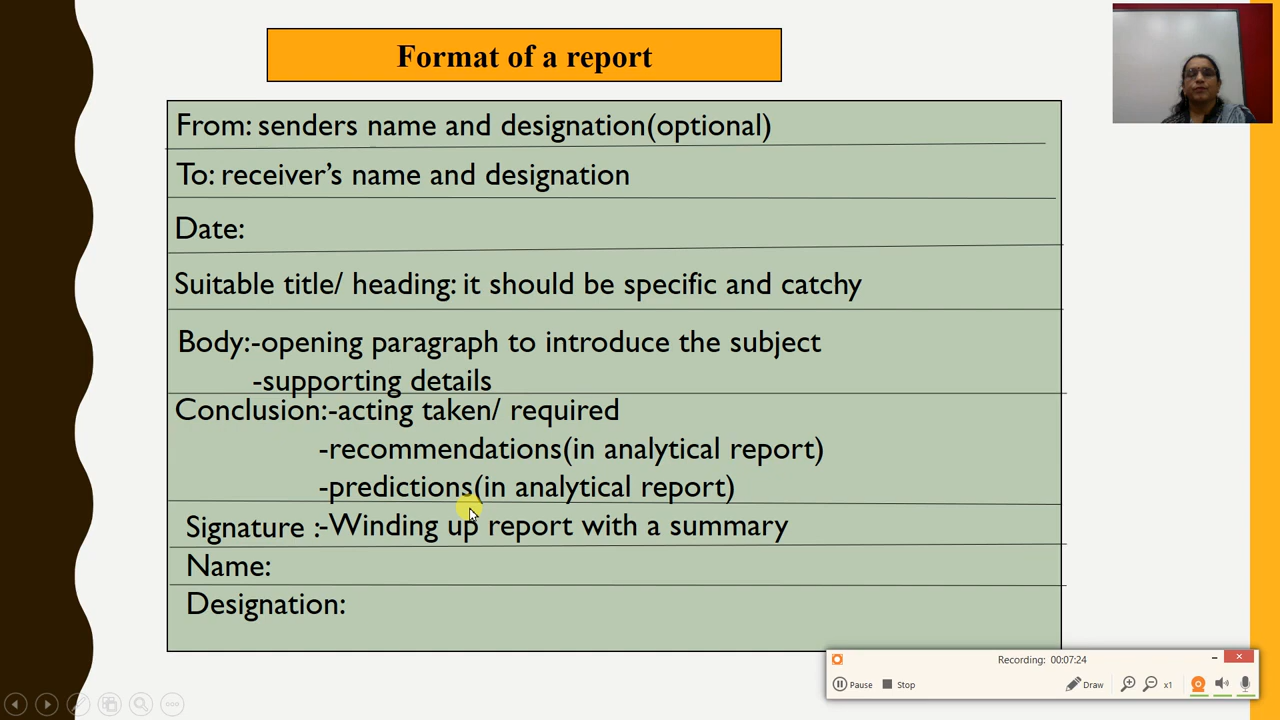 Format of a report
From: senders name and designation(optional)
To: receiver's name and designation
Date:
Suitable title/ heading: it should be specific and catchy
Body:-opening paragraph to introduce the subject
-supporting details
Conclusion:-acting taken/ required
-recommendations(in analytical report)
-predictions(in analytical report)
Signature :-Winding up report with a summary
Name:
Designation:
Recording: 00:07:24
Pause Stop Draw x1